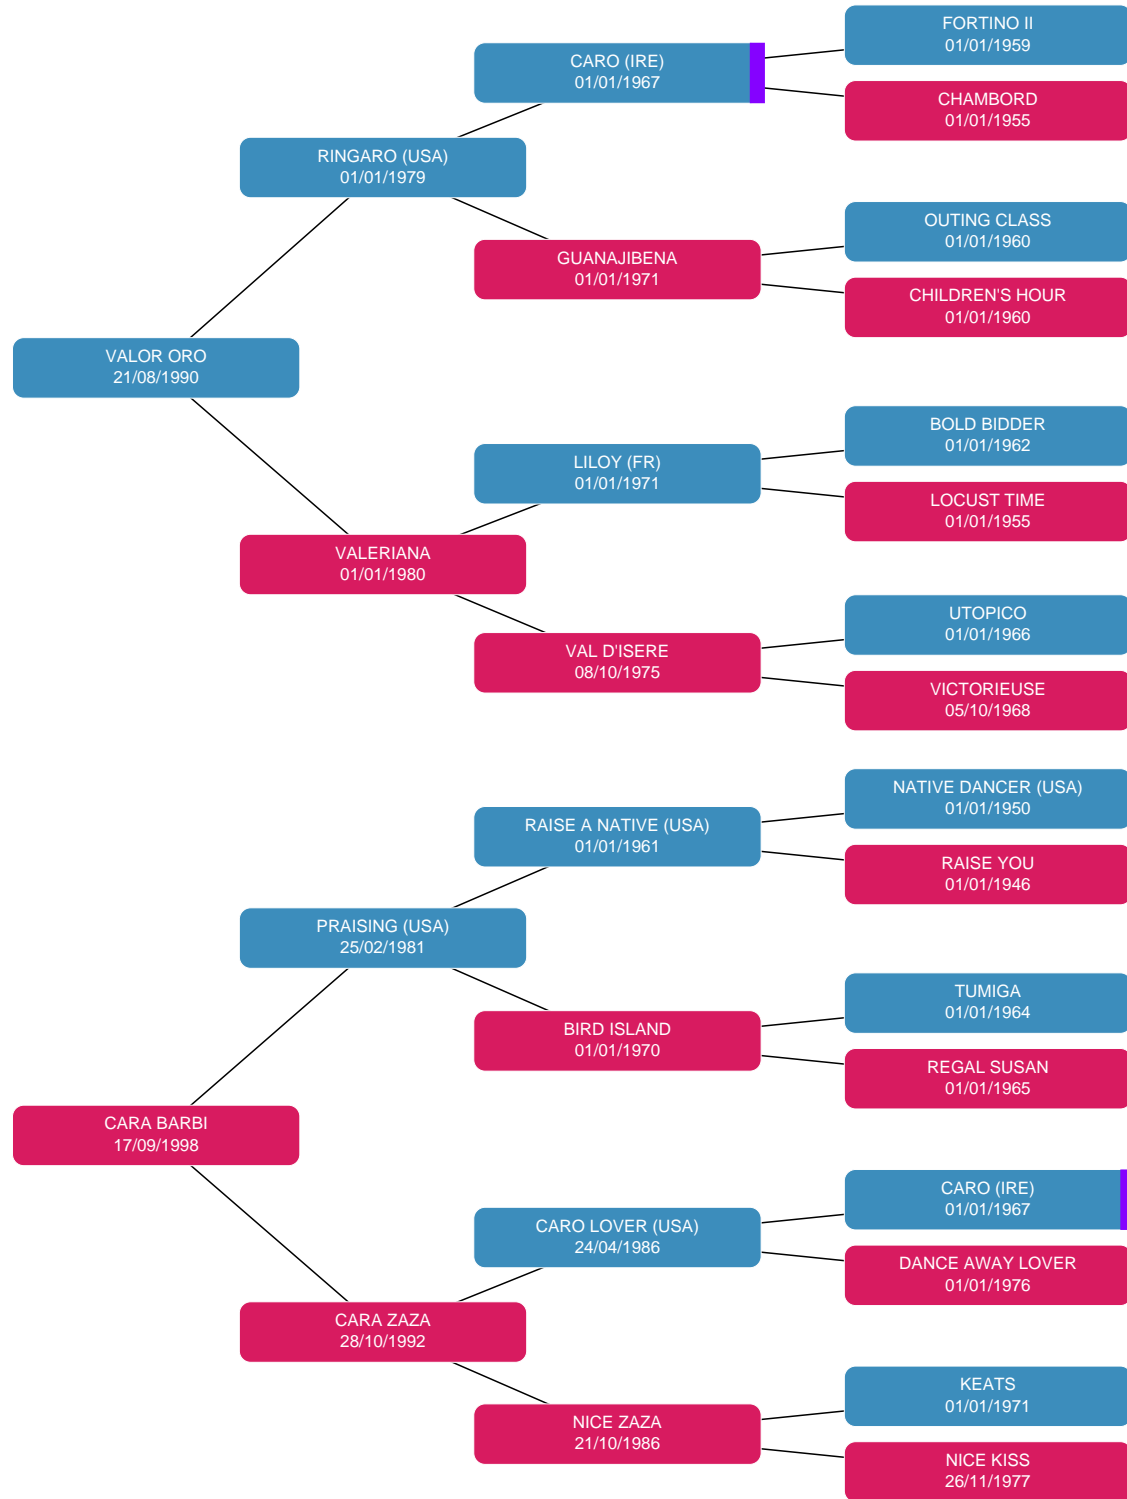 FORTINO II
01/01/1959
CARO (IRE)
01/01/1967
CHAMBORD
01/01/1955
RINGARO (USA)
01/01/1979
OUTING CLASS
01/01/1960
GUANAJIBENA
01/01/1971
CHILDREN'S HOUR
01/01/1960
VALOR ORO
21/08/1990
BOLD BIDDER
01/01/1962
LILOY (FR)
01/01/1971
LOCUST TIME
01/01/1955
VALERIANA
01/01/1980
UTOPICO
01/01/1966
VAL D'ISERE
08/10/1975
VICTORIEUSE
05/10/1968
NATIVE DANCER (USA)
01/01/1950
RAISE A NATIVE (USA)
01/01/1961
RAISE YOU
01/01/1946
PRAISING (USA)
25/02/1981
TUMIGA
01/01/1964
BIRD ISLAND
01/01/1970
REGAL SUSAN
01/01/1965
CARA BARBI
17/09/1998
CARO (IRE)
01/01/1967
CARO LOVER (USA)
24/04/1986
DANCE AWAY LOVER
01/01/1976
CARA ZAZA
28/10/1992
KEATS
01/01/1971
NICE ZAZA
21/10/1986
NICE KISS
26/11/1977